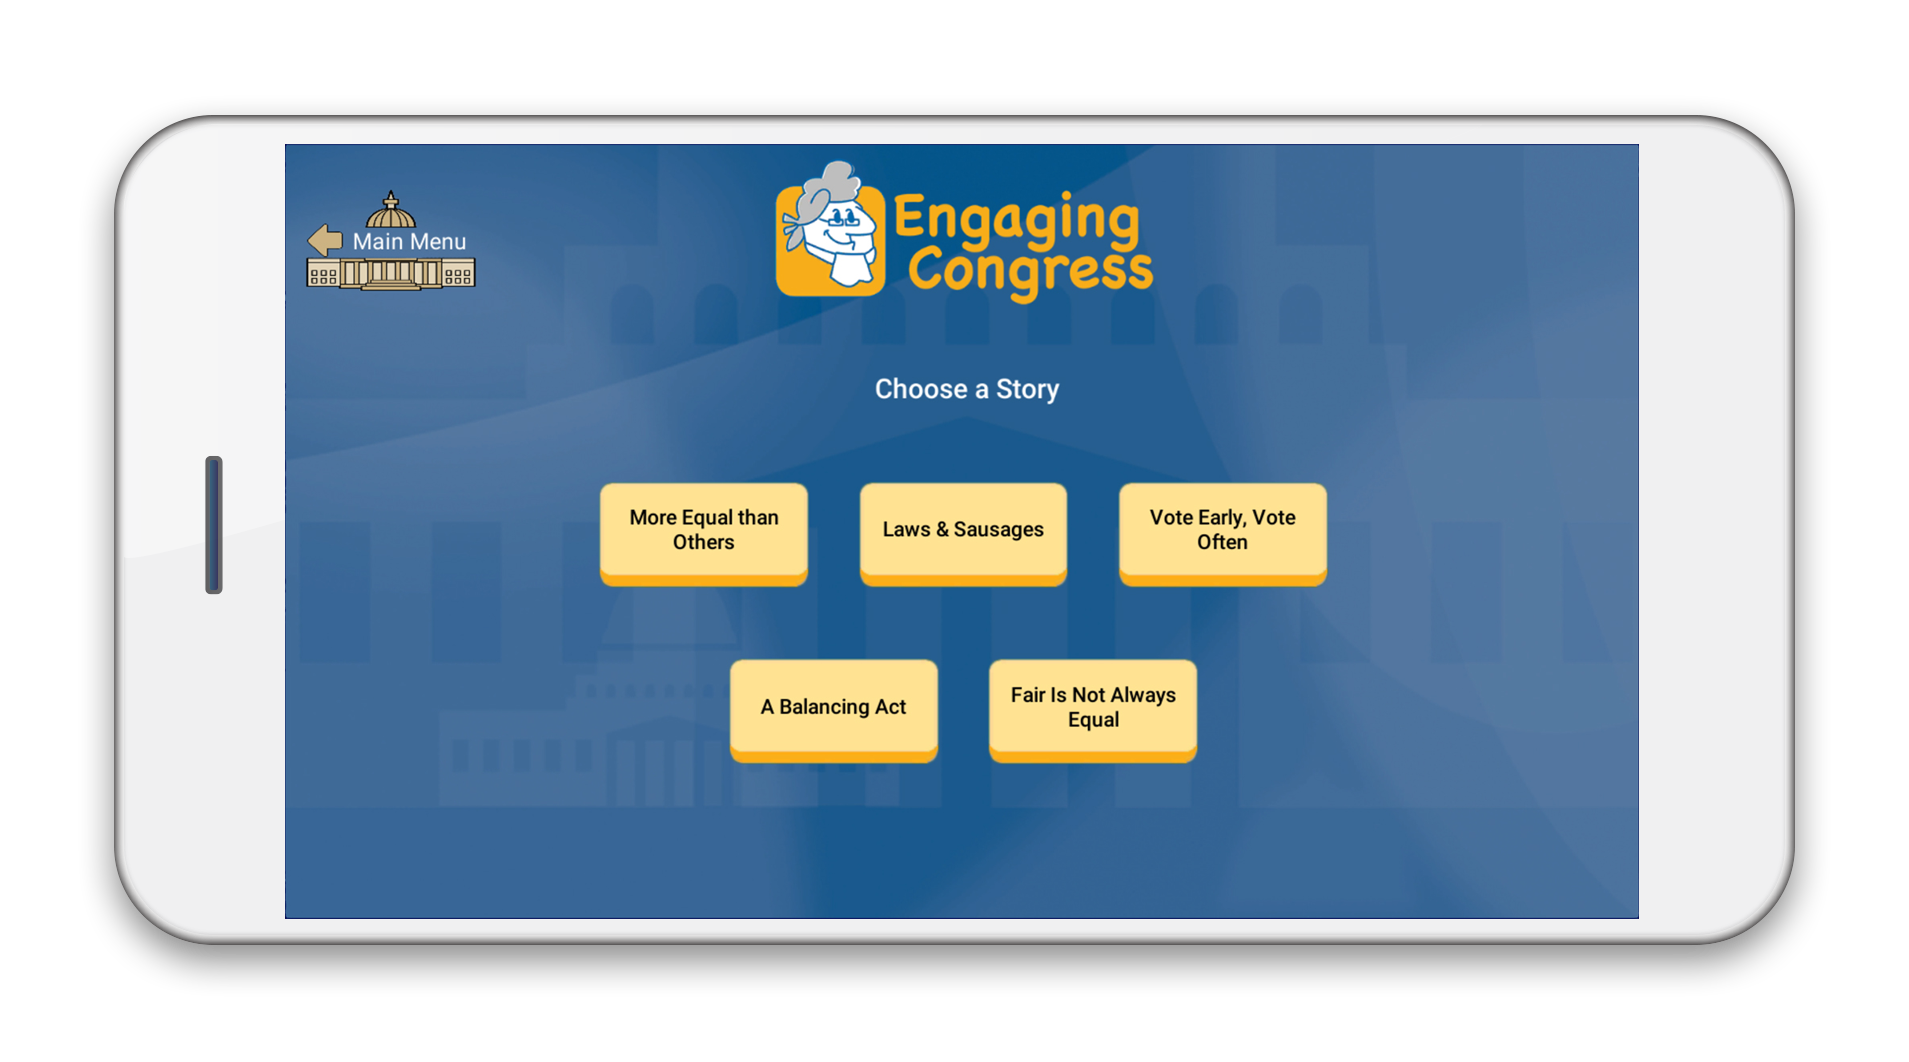 Main Menu
Engaging
Congress
Choose a Story
More Equal than
Others
Laws & Sausages
Vote Early, Vote
Often
A Balancing Act
Fair Is Not Always
Equal